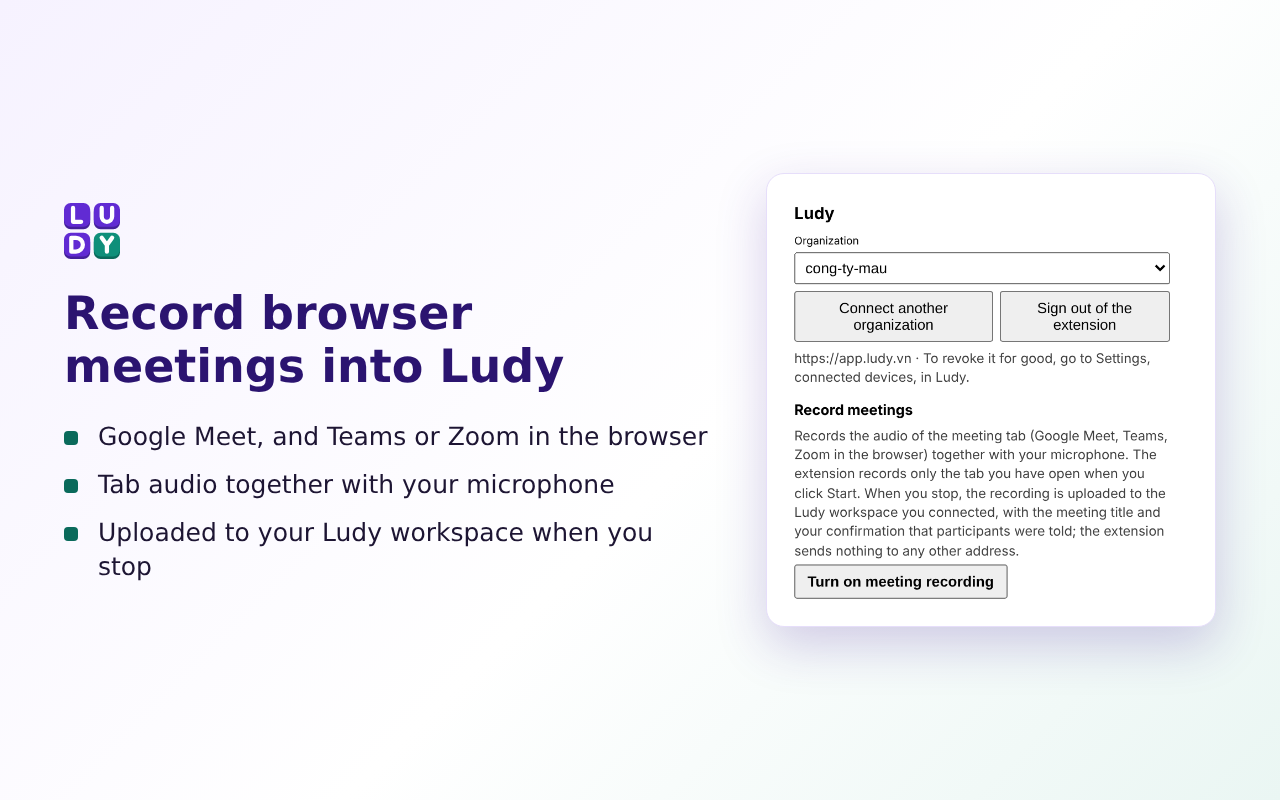 LU
DY
Record browser
meetings into Ludy
Google Meet, and Teams or Zoom in the browser
Tab audio together with your microphone
Uploaded to your Ludy workspace when you
stop
Ludy
Organization
cong-ty-mau
Connect another
organization
Sign out of the
extension
https://app.ludy.vn · To revoke it for good, go to Settings,
connected devices, in Ludy.
Record meetings
Records the audio of the meeting tab (Google Meet, Teams,
Zoom in the browser) together with your microphone. The
extension records only the tab you have open when you
click Start. When you stop, the recording is uploaded to the
Ludy workspace you connected, with the meeting title and
your confirmation that participants were told; the extension
sends nothing to any other address.
Turn on meeting recording